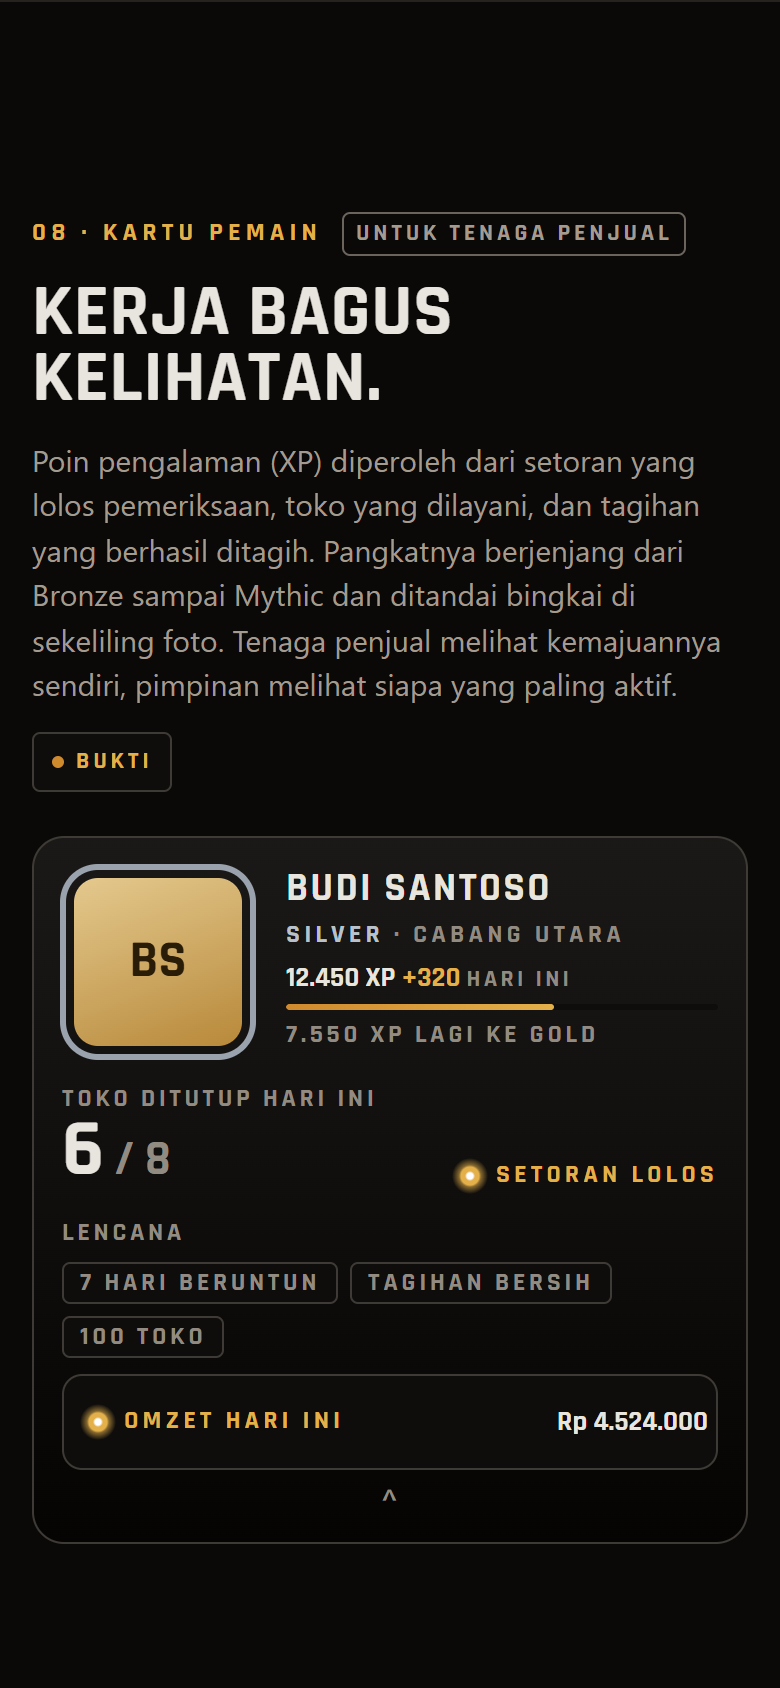 08 · KARTU PEMAIN
UNTUK TENAGA PENJUAL
KERJA BAGUS
KELIHATAN.
Poin pengalaman (XP) diperoleh dari setoran yang
lolos pemeriksaan, toko yang dilayani, dan tagihan
yang berhasil ditagih. Pangkatnya berjenjang dari
Bronze sampai Mythic dan ditandai bingkai di
sekeliling foto. Tenaga penjual melihat kemajuannya
sendiri, pimpinan melihat siapa yang paling aktif.
BUKTI
BS
BUDI SANTOSO
SILVER · CABANG UTARA
12.450 XP +320 HARI INI
7.550 XP LAGI KE GOLD
TOKO DITUTUP HARI INI
6 / 8
SETORAN LOLOS
LENCANA
7 HARI BERUNTUN
TAGIHAN BERSIH
100 TOKO
OMZET HARI INI
Rp 4.524.000
^